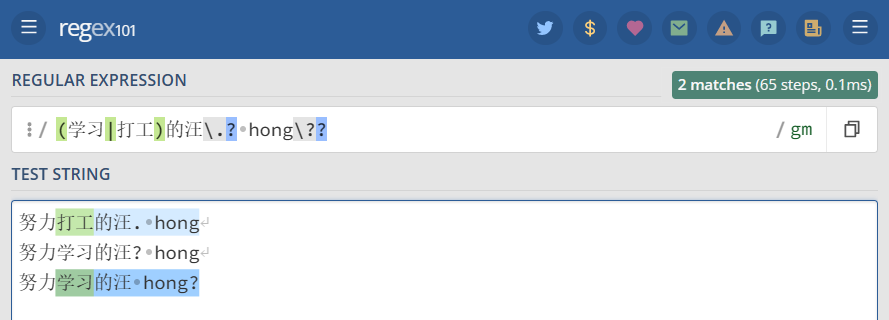 regex101
REGULAR EXPRESSION
2 matches (65 steps, 0.1ms)
/ (学习|打工)的汪\.? hong\?? / gm
TEST STRING
努力打工的汪. hong
努力学习的汪? hong
努力学习的汪 hong?